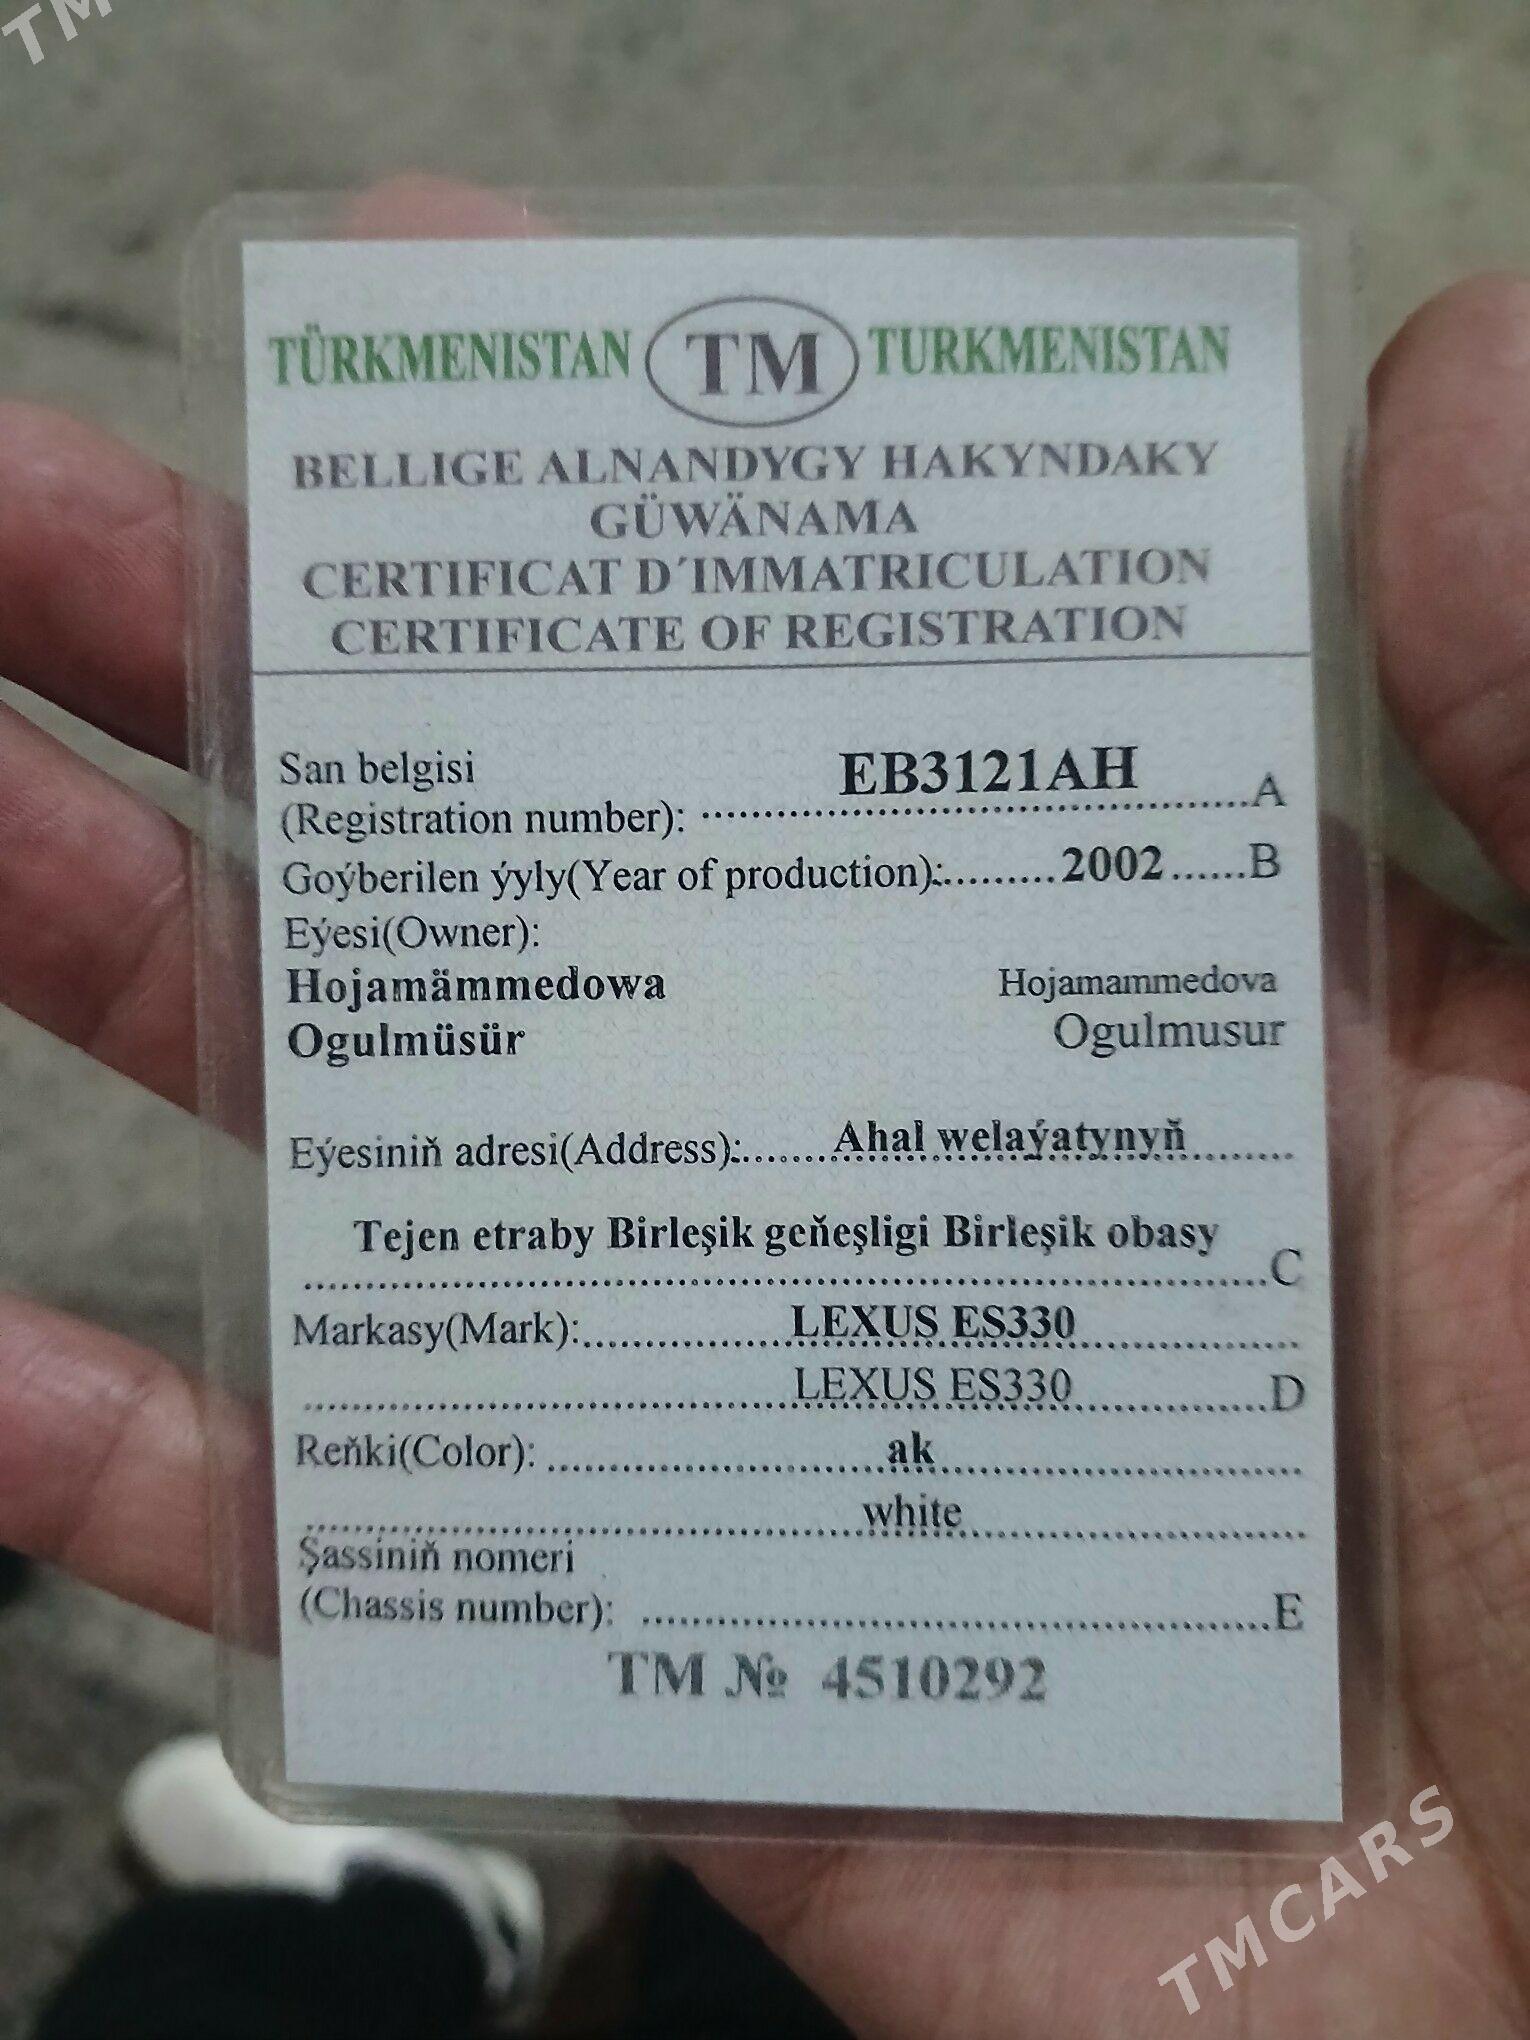 TM
TÜRKMENISTAN TM TURKMENISTAN
BELLIGE ALNANDYGY HAKYNDAKY
GÜWÄNAMA
CERTIFICAT D´IMMATRICULATION
CERTIFICATE OF REGISTRATION
San belgisi EB3121AH
(Registration number): ........................................A
Goýberilen ýyly(Year of production):.........2002......B
Eýesi(Owner):
Hojamämmedowa Hojamammedova
Ogulmüsür Ogulmusur
Eýesiniň adresi(Address):.......Ahal welaýatynyň.......
Tejen etraby Birleşik geňeşligi Birleşik obasy
........................................C
Markasy(Mark):...............LEXUS ES330...............
...............LEXUS ES330...............D
Reňki(Color): ...............ak...............
...............white...............
Şassiniň nomeri
(Chassis number): ........................................E
TM № 4510292
TMCARS